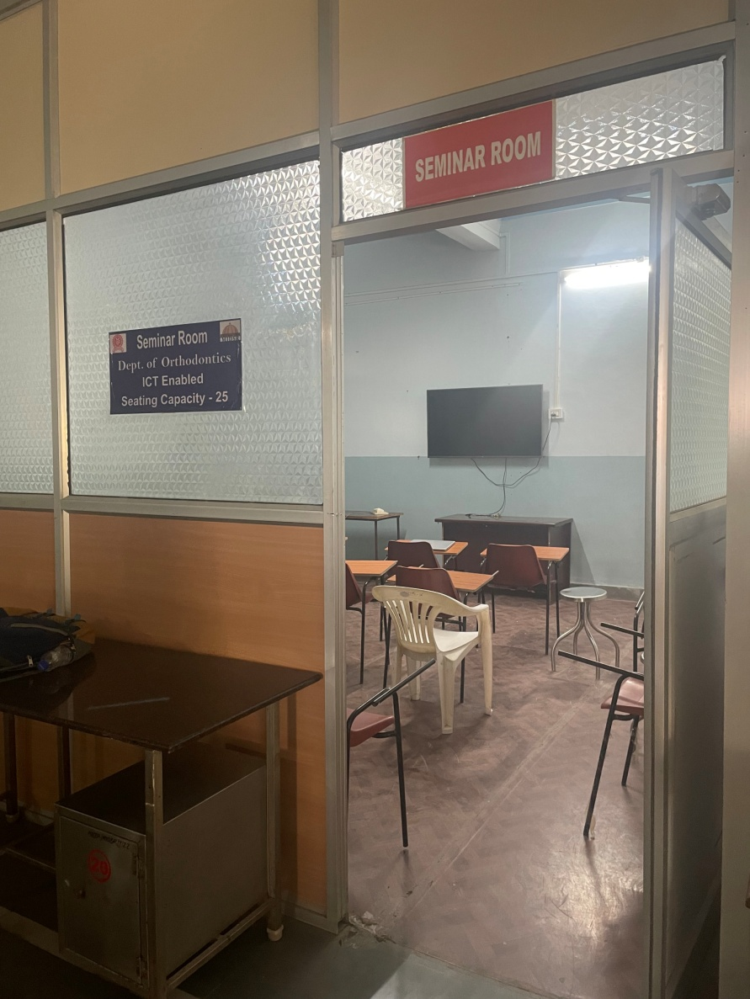 SEMINAR ROOM
Seminar Room
Dept. of Orthodontics
ICT Enabled
Seating Capacity - 25
29